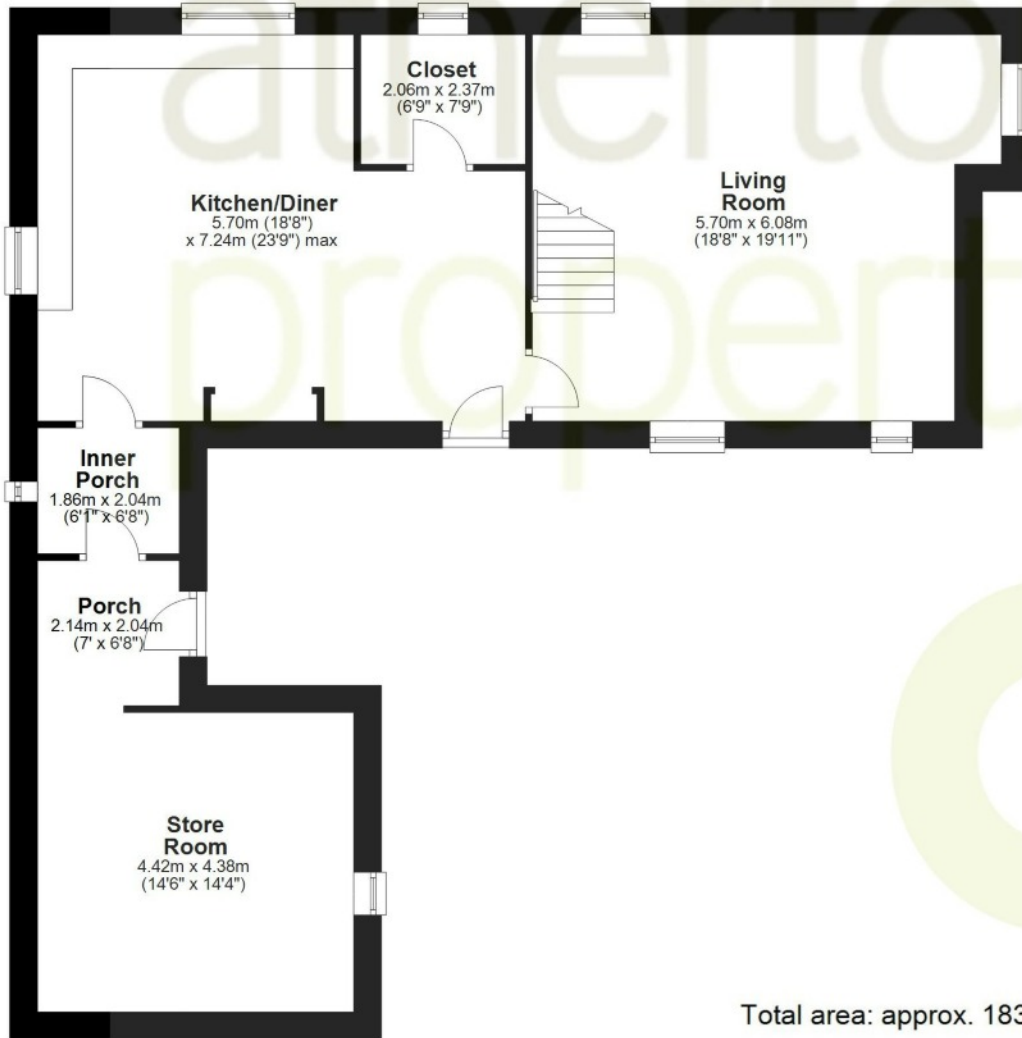 Closet
2.06m x 2.37m
(6'9" x 7'9")
Kitchen/Diner
5.70m (18'8")
x 7.24m (23'9") max
Living
Room
5.70m x 6.08m
(18'8" x 19'11")
Inner
Porch
1.86m x 2.04m
(6'1" x 6'8")
Porch
2.14m x 2.04m
(7' x 6'8")
Store
Room
4.42m x 4.38m
(14'6" x 14'4")
Total area: approx. 183